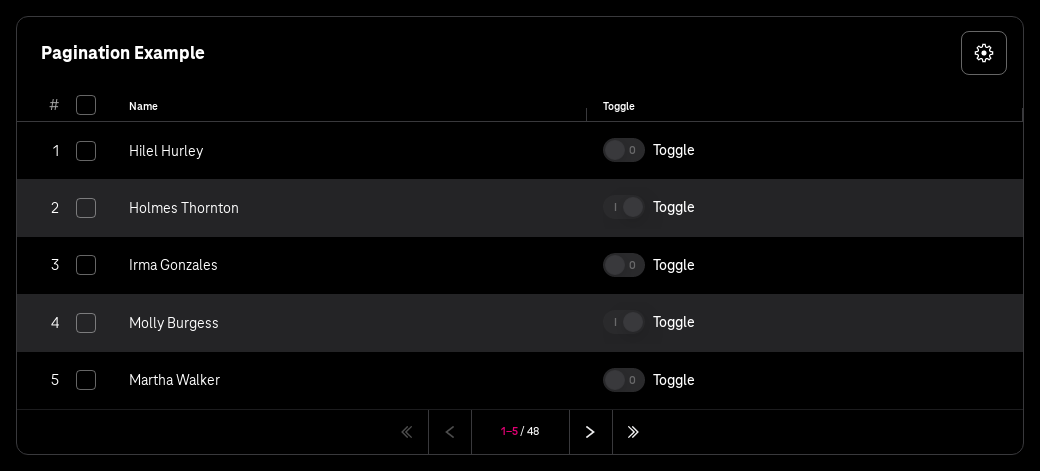 Pagination Example
# Name Toggle
1 Hilel Hurley 0 Toggle
2 Holmes Thornton I Toggle
3 Irma Gonzales 0 Toggle
4 Molly Burgess I Toggle
5 Martha Walker 0 Toggle
1–5 / 48